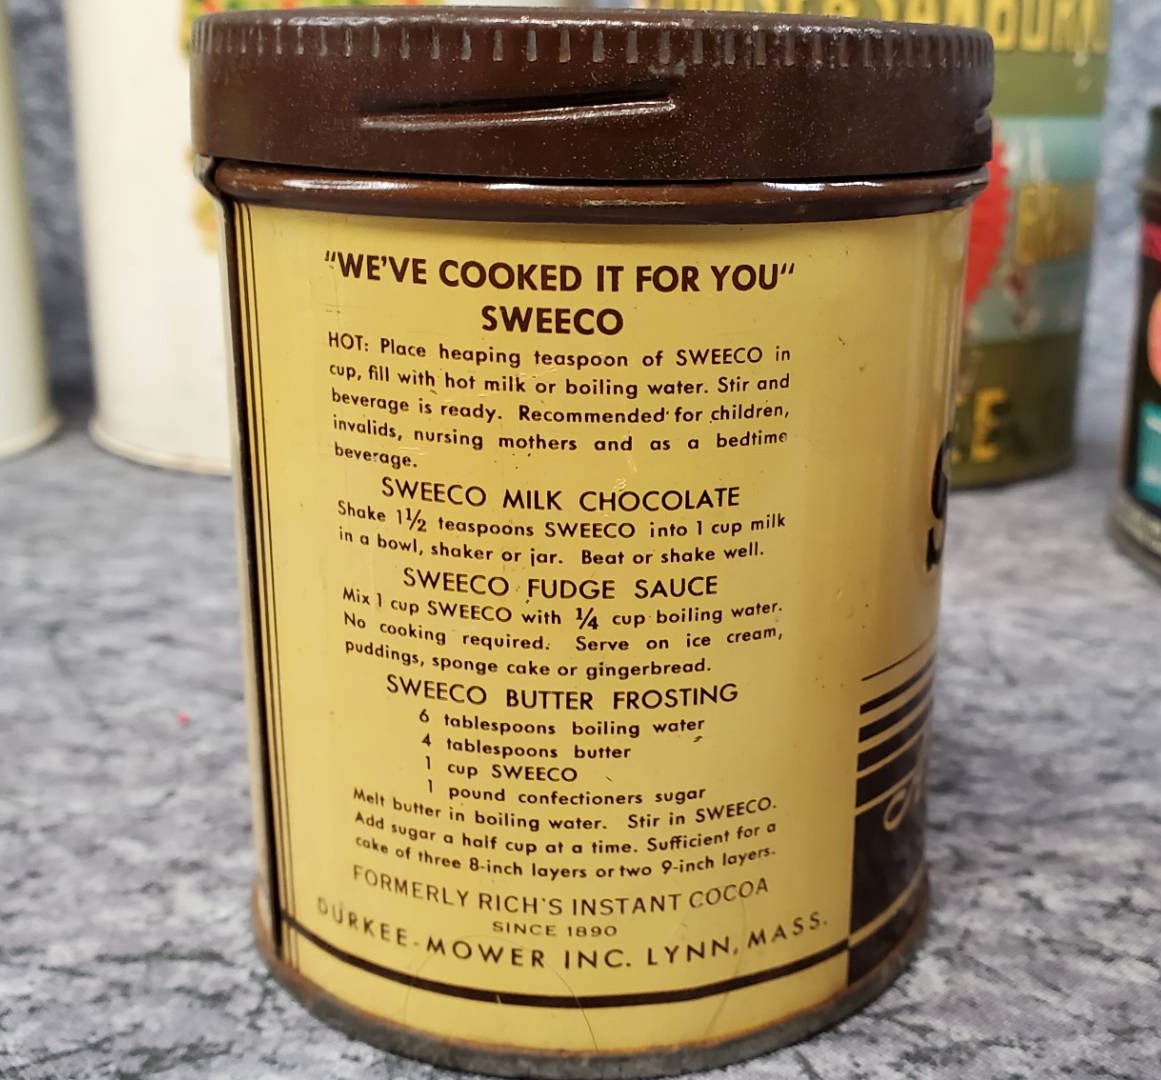 "WE'VE COOKED IT FOR YOU"
SWEECO
HOT: Place heaping teaspoon of SWEECO in
cup, fill with hot milk or boiling water. Stir and
beverage is ready. Recommended for children,
invalids, nursing mothers and as a bedtime
beverage.
SWEECO MILK CHOCOLATE
Shake 1½ teaspoons SWEECO into 1 cup milk
in a bowl, shaker or jar. Beat or shake well.
SWEECO FUDGE SAUCE
Mix 1 cup SWEECO with ¼ cup boiling water.
No cooking required. Serve on ice cream,
puddings, sponge cake or gingerbread.
SWEECO BUTTER FROSTING
6 tablespoons boiling water
4 tablespoons butter
1 cup SWEECO
1 pound confectioners sugar
Melt butter in boiling water. Stir in SWEECO.
Add sugar a half cup at a time. Sufficient for a
cake of three 8-inch layers or two 9-inch layers.
FORMERLY RICH'S INSTANT COCOA
SINCE 1890
DURKEE-MOWER INC. LYNN, MASS.